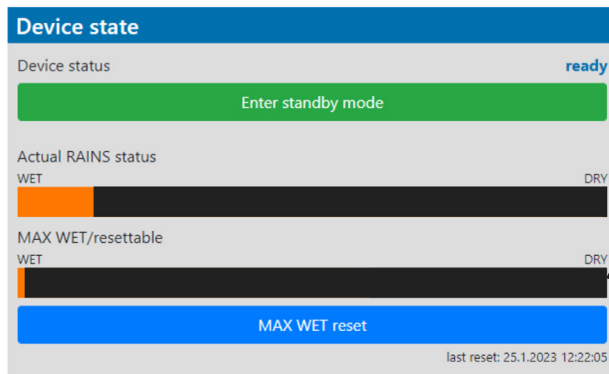 Device state
Device status ready
Enter standby mode
Actual RAINS status
WET DRY
MAX WET/resettable
WET DRY
MAX WET reset
last reset: 25.1.2023 12:22:05